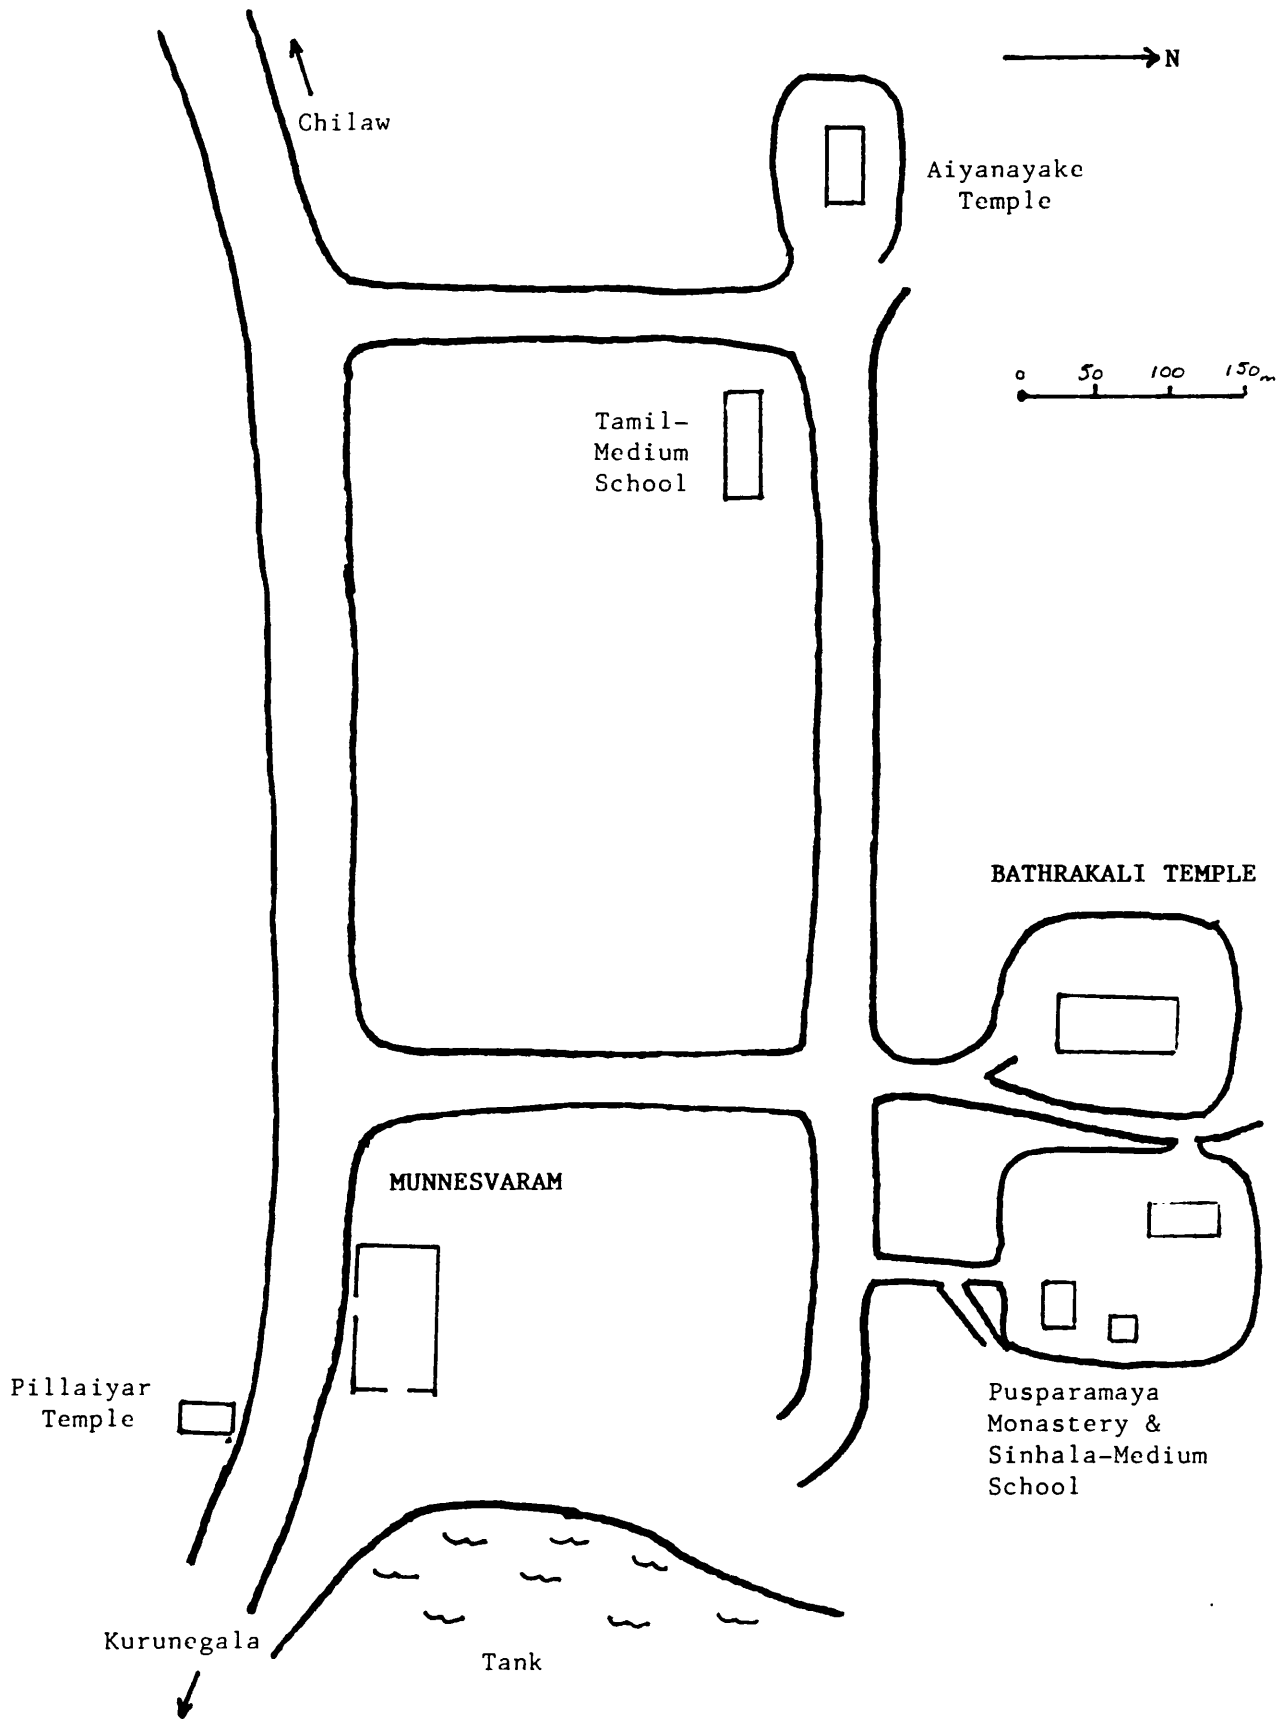 N
Chilaw
Aiyanayake
Temple
0 50 100 150m
Tamil-
Medium
School
BATHRAKALI TEMPLE
MUNNESVARAM
Pillaiyar
Temple
Pusparamaya
Monastery &
Sinhala-Medium
School
Kurunegala
Tank